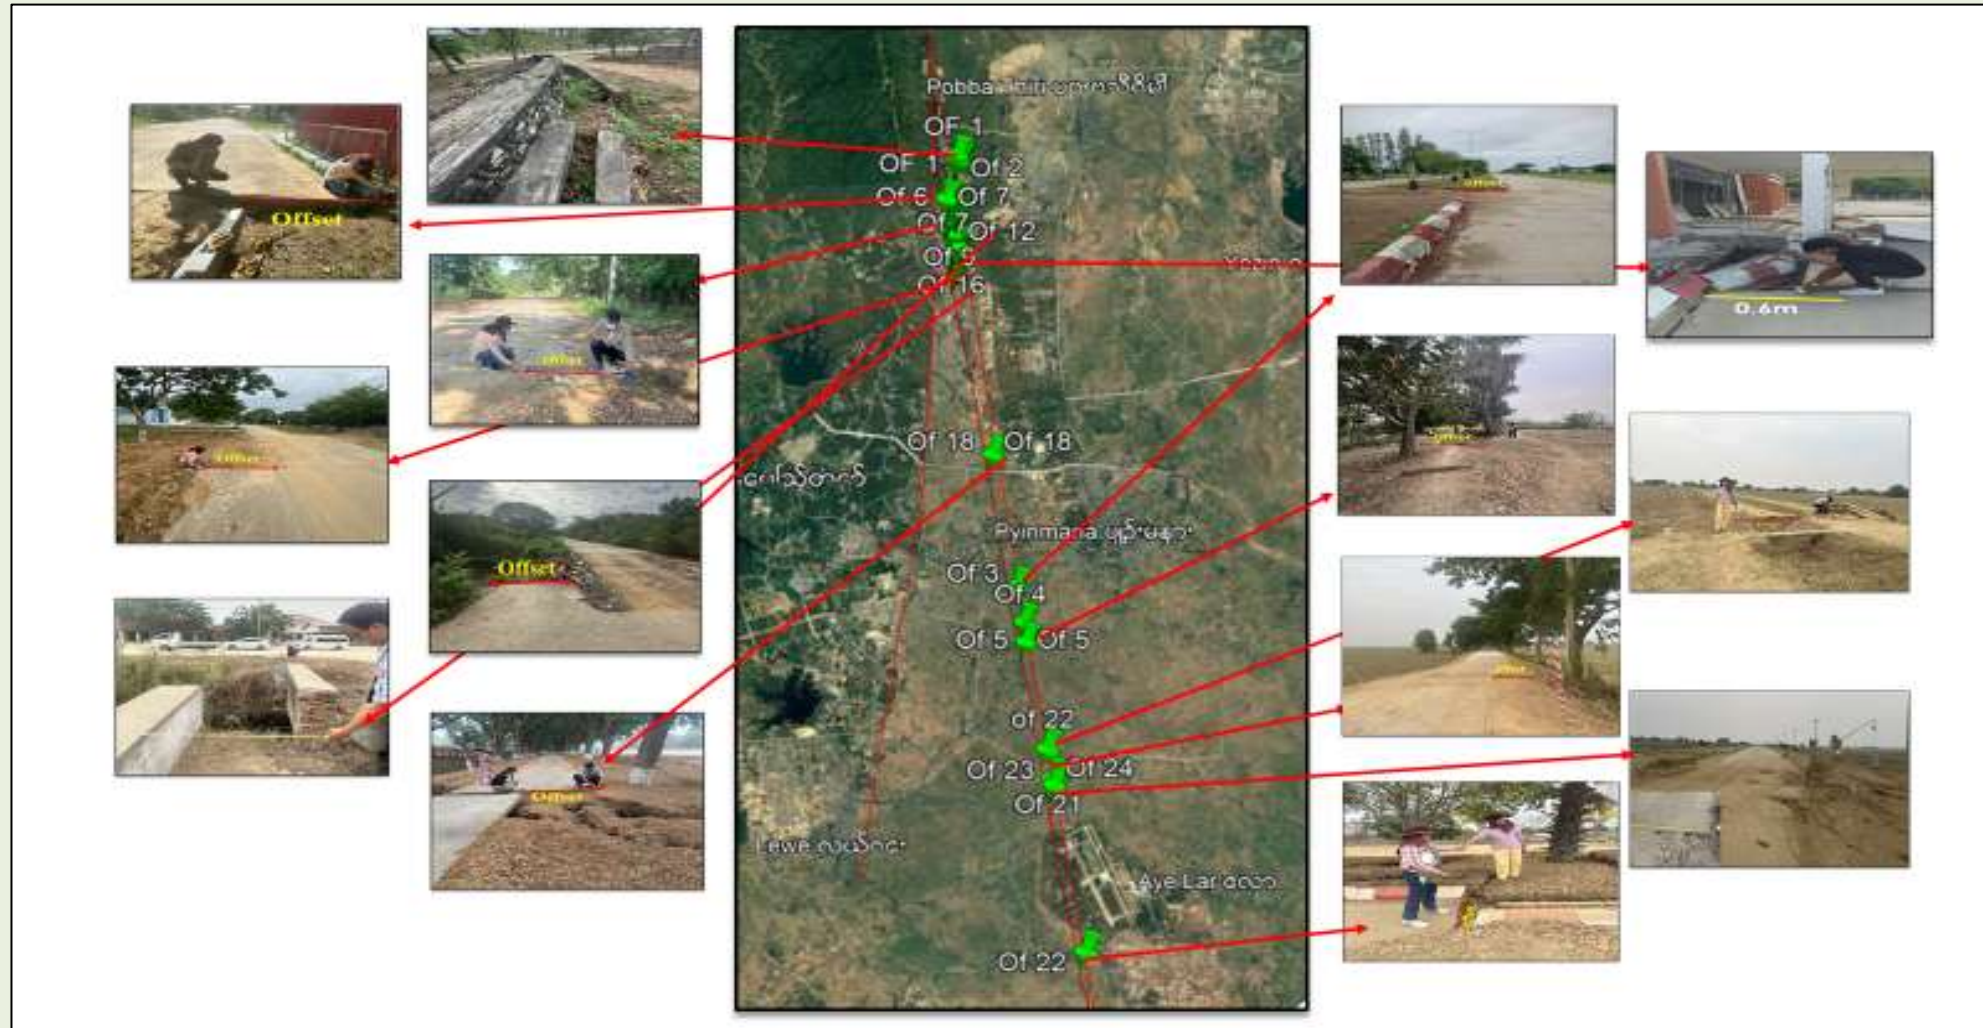 OF 1
OF 1
Of 2
Of 6
Of 7
Offset
Of 7
Of 12
offset
Of 9
Of 16
0.6m
offset
Offset
Of 18
Of 18
Offset
Pyinmana ပျဉ်းမနား
Of 3
Of 4
Of 5
Of 5
of 22
Of 23
Of 24
Offset
Of 21
Lewe လယ်ဝေး
Aye Lar အေလာ
Of 22